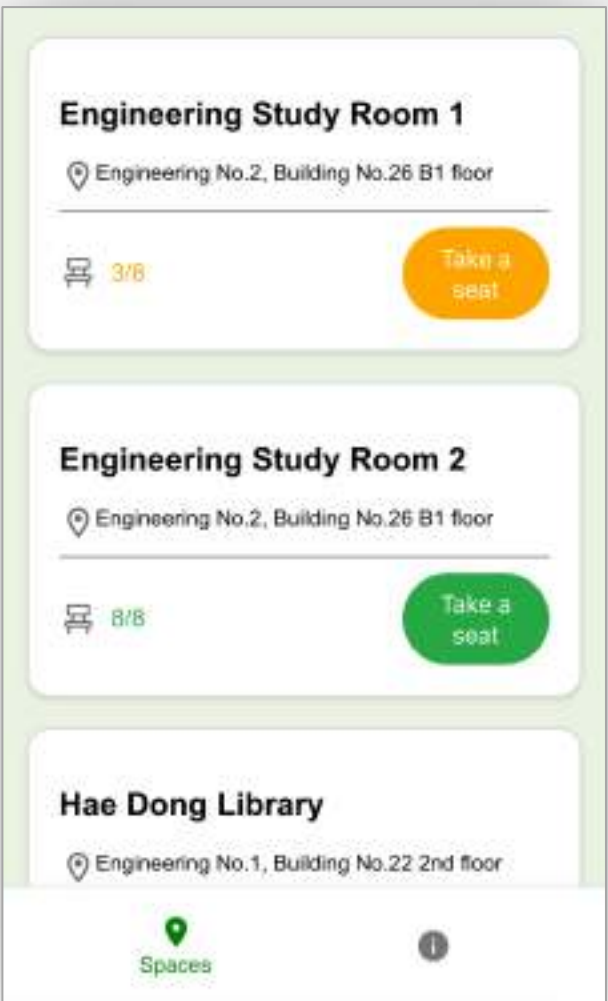 Engineering Study Room 1
Engineering No.2, Building No.26 B1 floor
3/8
Take a
seat
Engineering Study Room 2
Engineering No.2, Building No.26 B1 floor
8/8
Take a
seat
Hae Dong Library
Engineering No.1, Building No.22 2nd floor
Spaces